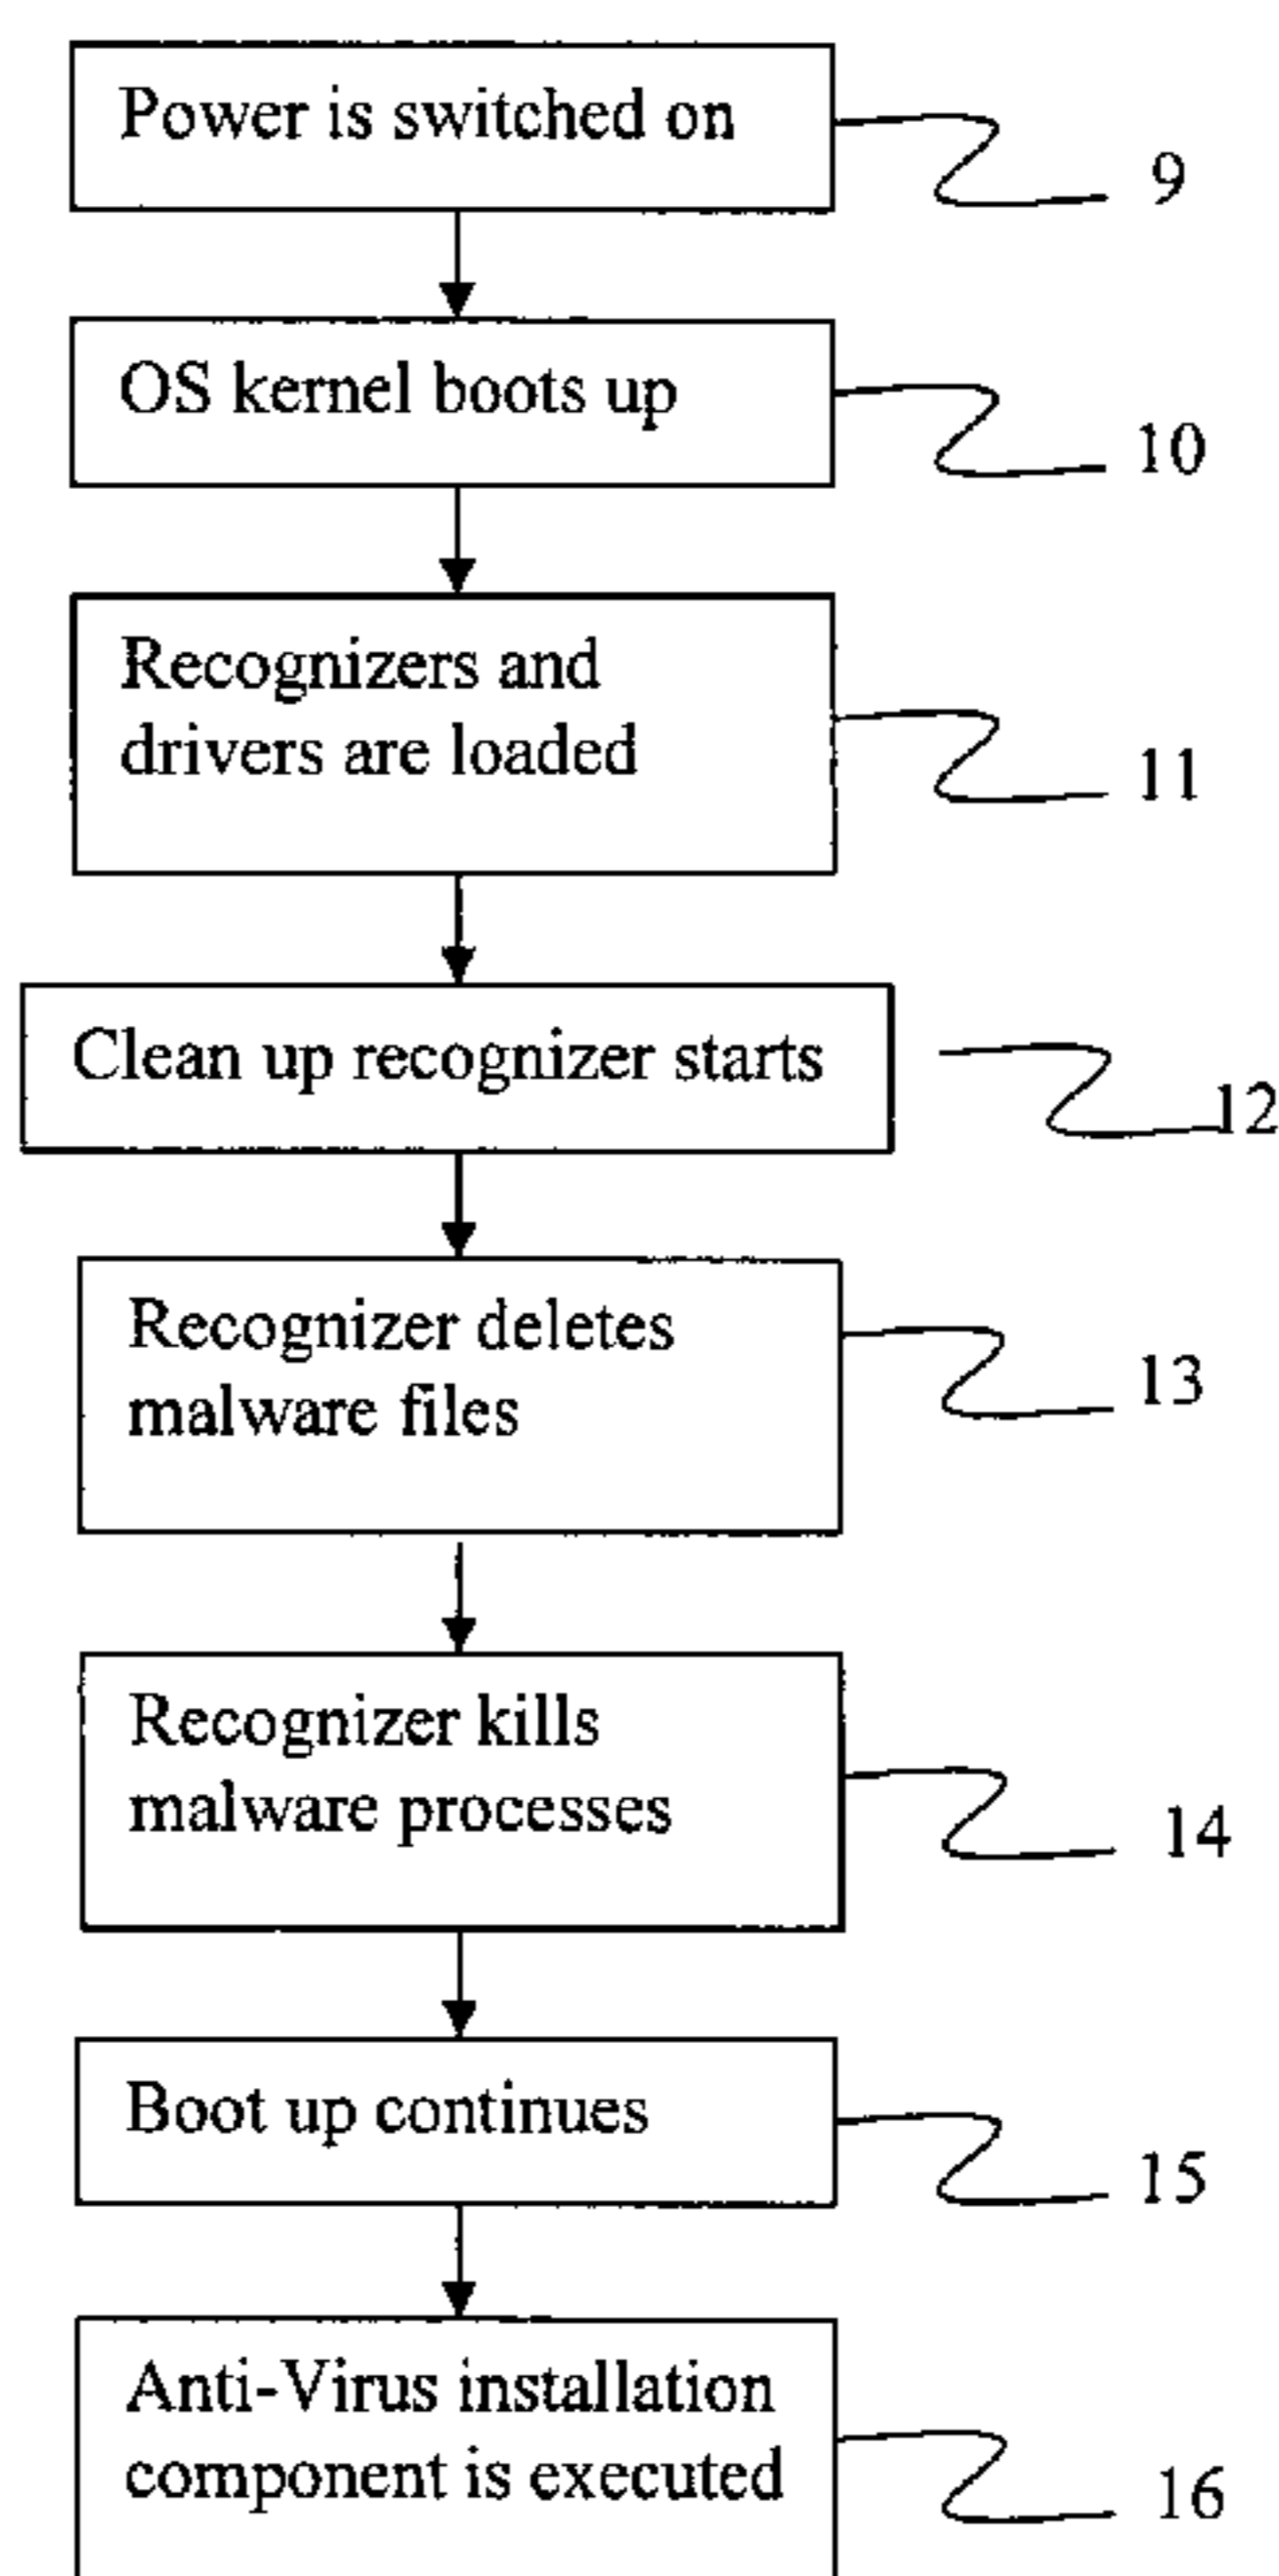 Power is switched on
9
OS kernel boots up
10
Recognizers and
drivers are loaded
11
Clean up recognizer starts
12
Recognizer deletes
malware files
13
Recognizer kills
malware processes
14
Boot up continues
15
Anti-Virus installation
component is executed
16